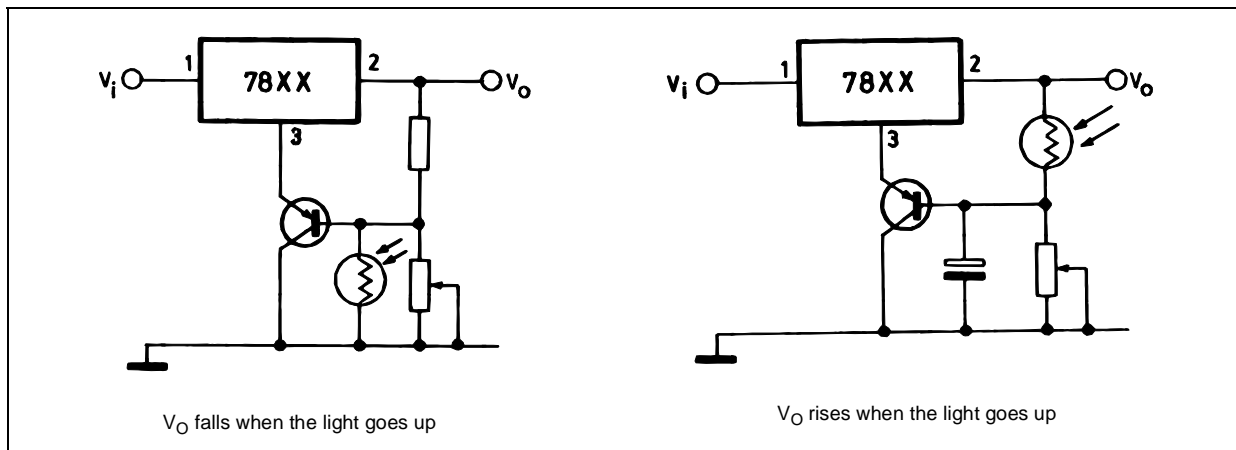 1
2
78XX
Vi
Vo
3
VO falls when the light goes up
1
2
78XX
Vi
Vo
3
VO rises when the light goes up